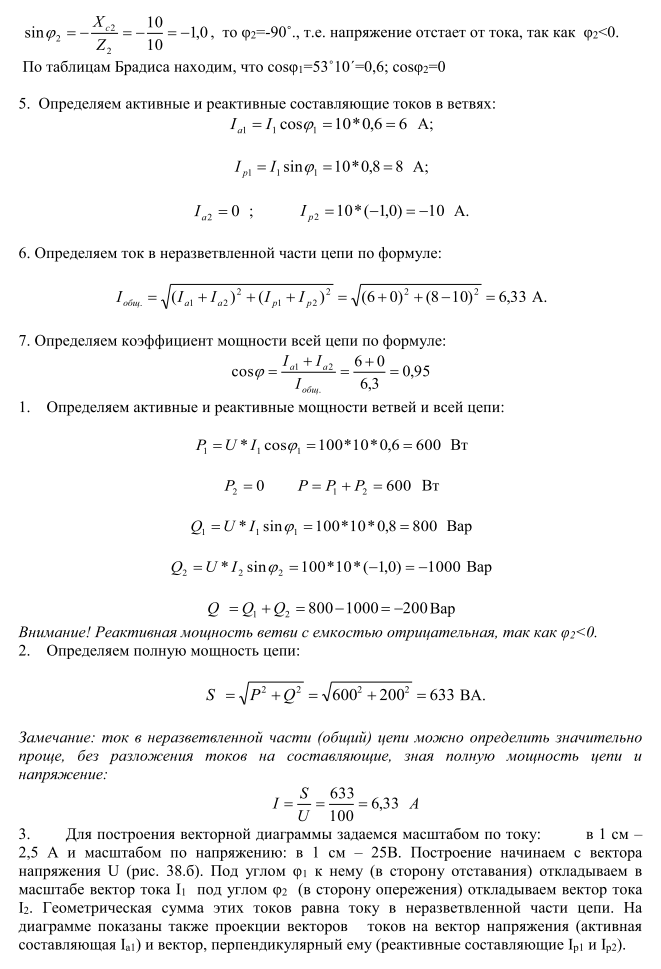 sinφ₂ = −X_c2/Z₂ = −10/10 = −1,0 , то φ₂=-90˚., т.е. напряжение отстает от тока, так как φ₂<0.
По таблицам Брадиса находим, что cosφ₁=53˚10΄=0,6; cosφ₂=0
5. Определяем активные и реактивные составляющие токов в ветвях:
I_a1 = I₁ cosφ₁ = 10*0,6 = 6 А;
I_p1 = I₁ sinφ₁ = 10*0,8 = 8 А;
I_a2 = 0 ; I_p2 = 10*(−1,0) = −10 А.
6. Определяем ток в неразветвленной части цепи по формуле:
I_общ. = √((I_a1 + I_a2)² + (I_p1 + I_p2)²) = √((6+0)² + (8−10)²) = 6,33 А.
7. Определяем коэффициент мощности всей цепи по формуле:
cosφ = (I_a1 + I_a2)/I_общ. = (6+0)/6,3 = 0,95
1. Определяем активные и реактивные мощности ветвей и всей цепи:
P₁ = U * I₁ cosφ₁ = 100*10*0,6 = 600 Вт
P₂ = 0 P = P₁ + P₂ = 600 Вт
Q₁ = U * I₁ sinφ₁ = 100*10*0,8 = 800 Вар
Q₂ = U * I₂ sinφ₂ = 100*10*(−1,0) = −1000 Вар
Q = Q₁ + Q₂ = 800−1000 = −200 Вар
Внимание! Реактивная мощность ветви с емкостью отрицательная, так как φ₂<0.
2. Определяем полную мощность цепи:
S = √(P² + Q²) = √(600² + 200²) = 633 ВА.
Замечание: ток в неразветвленной части (общий) цепи можно определить значительно
проще, без разложения токов на составляющие, зная полную мощность цепи и
напряжение:
I = S/U = 633/100 = 6,33 А
3. Для построения векторной диаграммы задаемся масштабом по току: в 1 см –
2,5 А и масштабом по напряжению: в 1 см – 25В. Построение начинаем с вектора
напряжения U (рис. 38.б). Под углом φ₁ к нему (в сторону отставания) откладываем в
масштабе вектор тока I₁ под углом φ₂ (в сторону опережения) откладываем вектор тока
I₂. Геометрическая сумма этих токов равна току в неразветвленной части цепи. На
диаграмме показаны также проекции векторов токов на вектор напряжения (активная
составляющая I_a1) и вектор, перпендикулярный ему (реактивные составляющие I_p1 и I_p2).